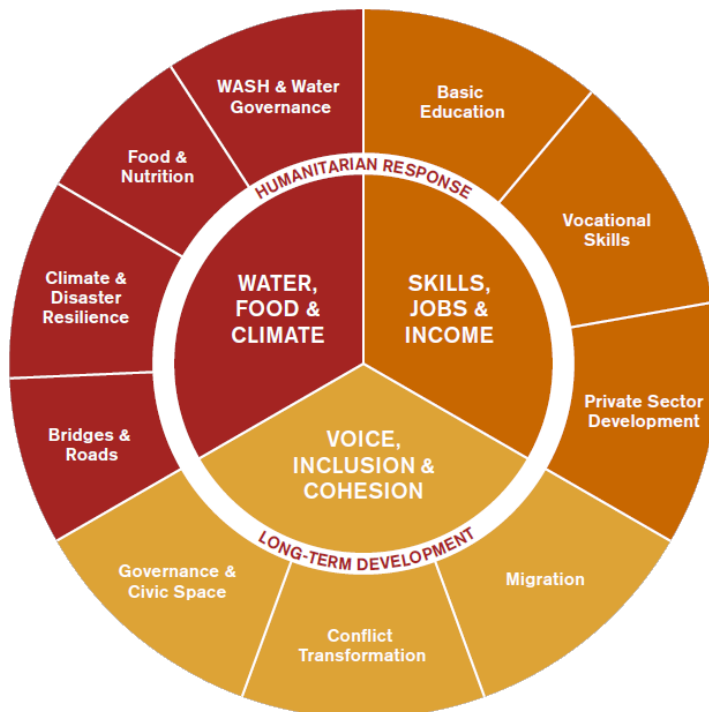 WASH & Water
Governance
Basic
Education
Food &
Nutrition
HUMANITARIAN RESPONSE
Vocational
Skills
Climate &
Disaster
Resilience
WATER,
FOOD &
CLIMATE
SKILLS,
JOBS &
INCOME
Private Sector
Development
Bridges &
Roads
VOICE,
INCLUSION &
COHESION
LONG-TERM DEVELOPMENT
Governance &
Civic Space
Migration
Conflict
Transformation